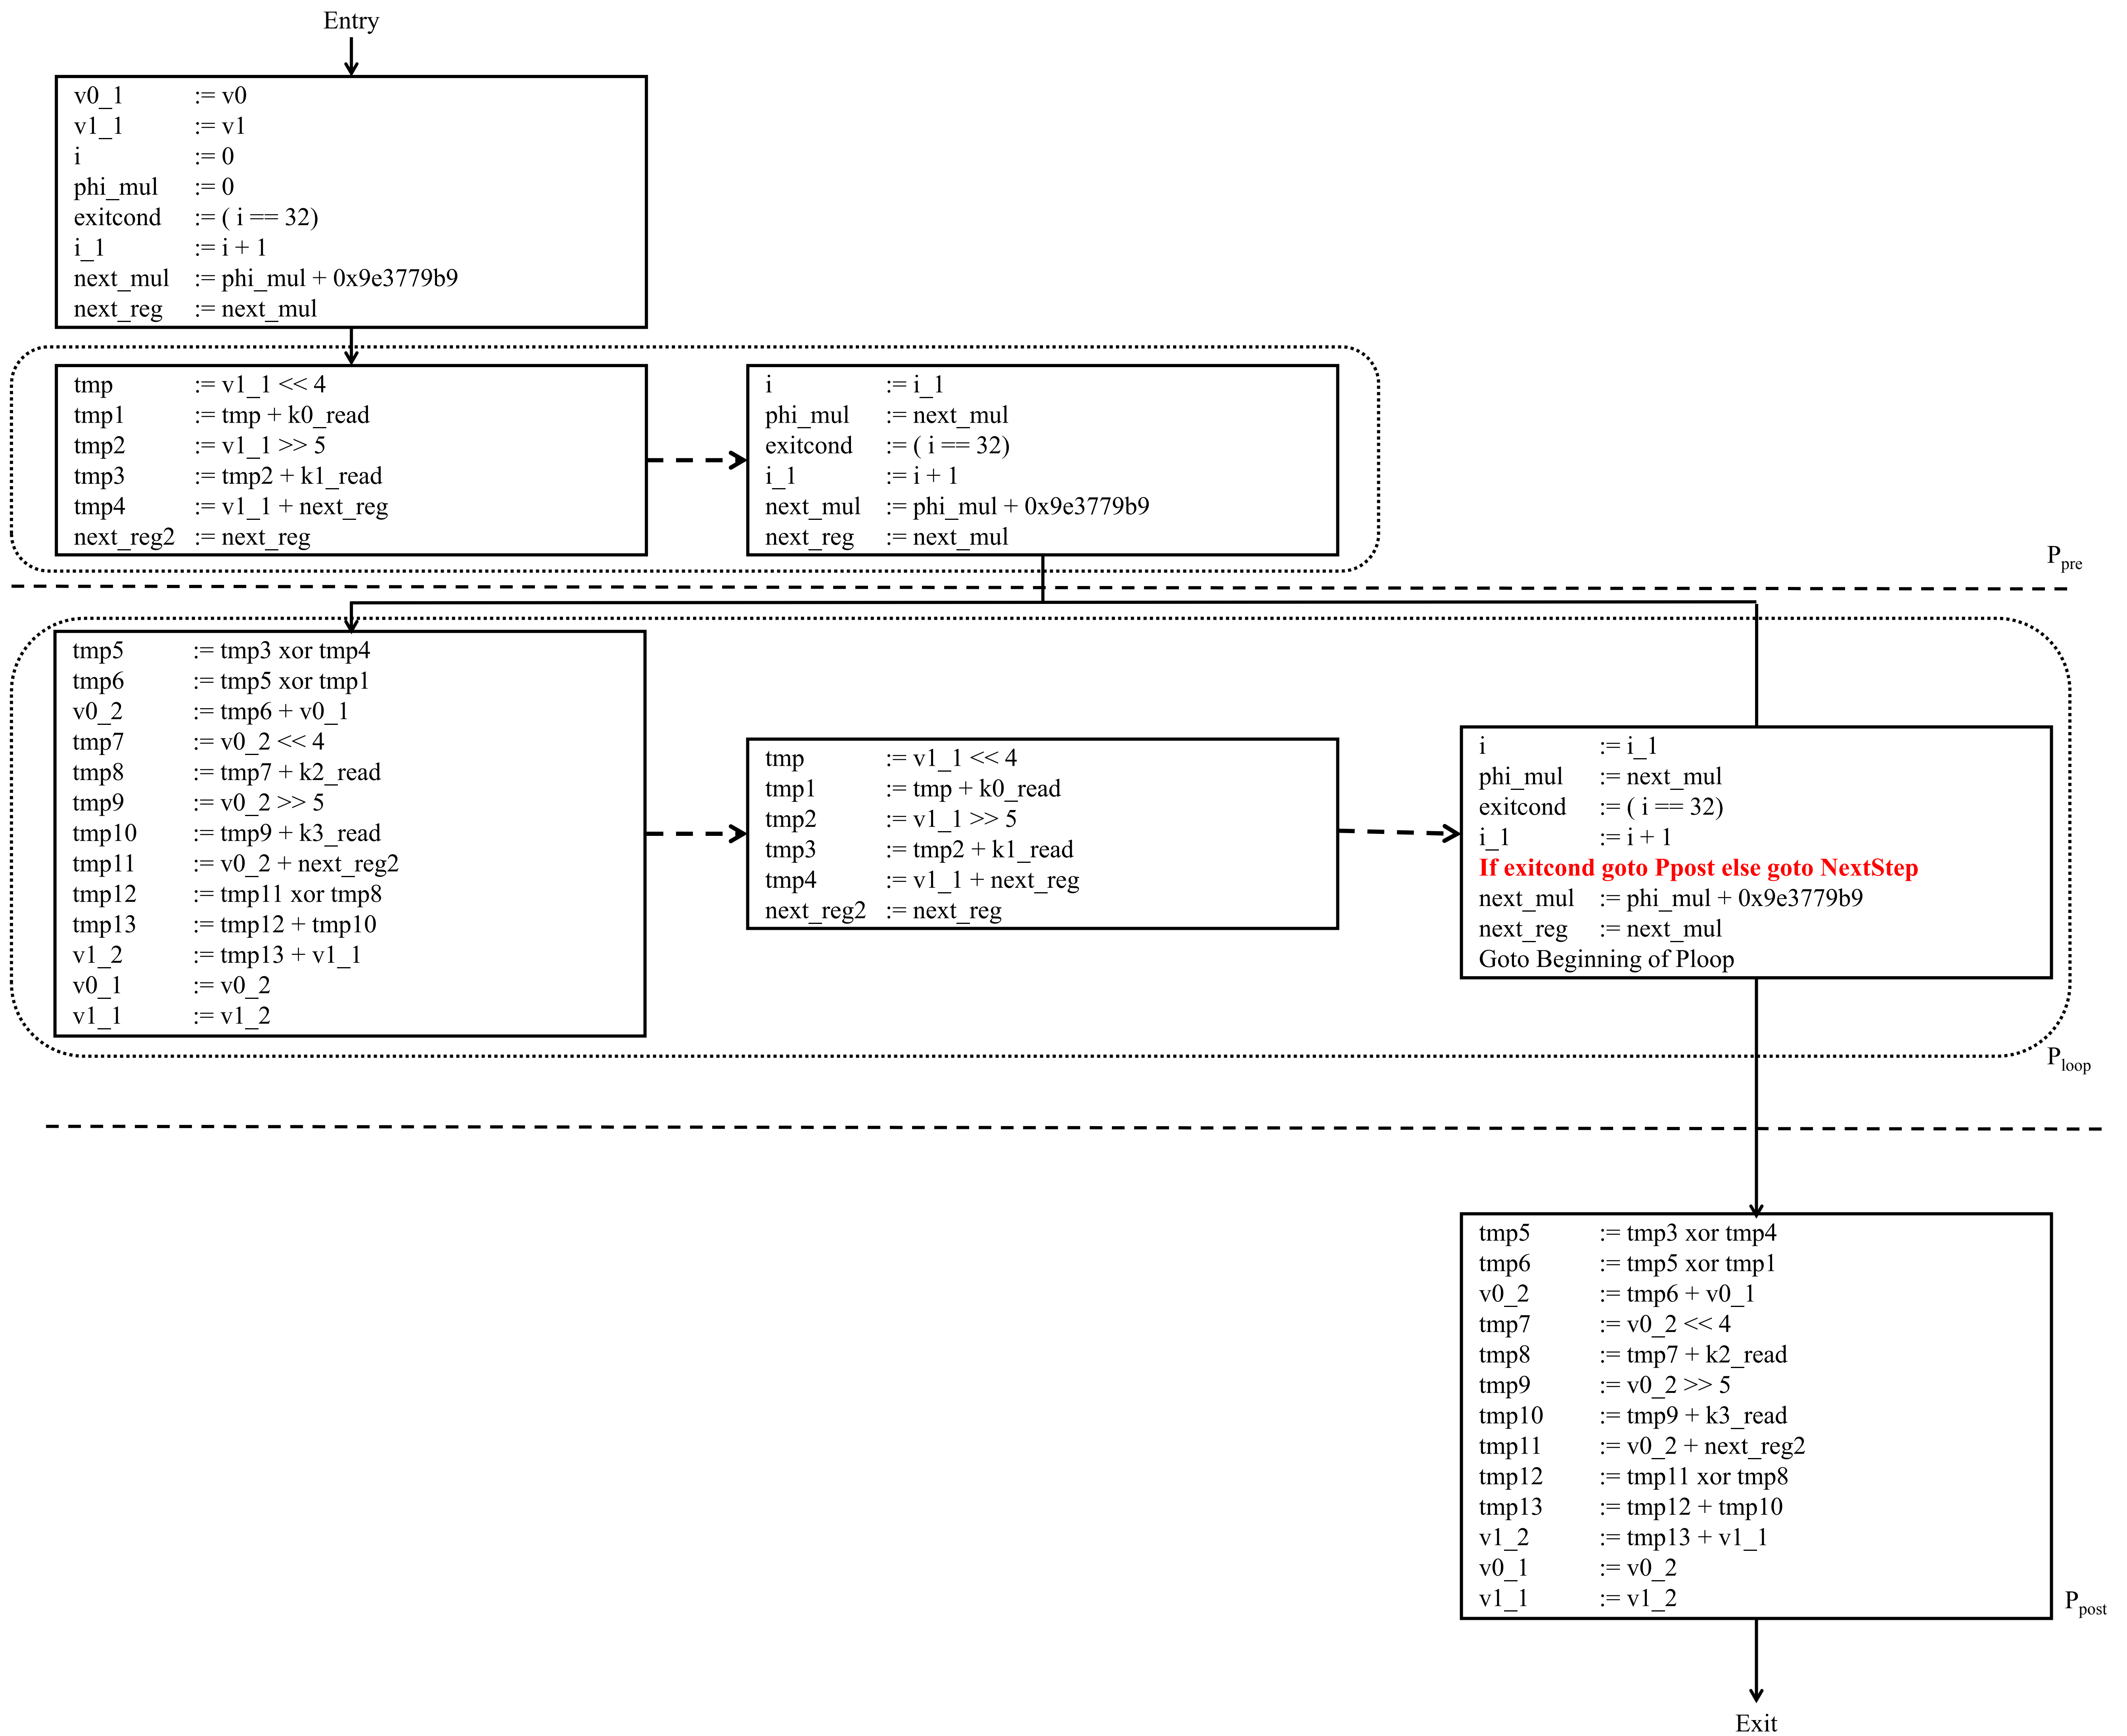 Entry
v0_1 := v0
v1_1 := v1
i := 0
phi_mul := 0
exitcond := ( i == 32)
i_1 := i + 1
next_mul := phi_mul + 0x9e3779b9
next_reg := next_mul
tmp := v1_1 << 4
tmp1 := tmp + k0_read
tmp2 := v1_1 >> 5
tmp3 := tmp2 + k1_read
tmp4 := v1_1 + next_reg
next_reg2 := next_reg
i := i_1
phi_mul := next_mul
exitcond := ( i == 32)
i_1 := i + 1
next_mul := phi_mul + 0x9e3779b9
next_reg := next_mul
Ppre
tmp5 := tmp3 xor tmp4
tmp6 := tmp5 xor tmp1
v0_2 := tmp6 + v0_1
tmp7 := v0_2 << 4
tmp8 := tmp7 + k2_read
tmp9 := v0_2 >> 5
tmp10 := tmp9 + k3_read
tmp11 := v0_2 + next_reg2
tmp12 := tmp11 xor tmp8
tmp13 := tmp12 + tmp10
v1_2 := tmp13 + v1_1
v0_1 := v0_2
v1_1 := v1_2
tmp := v1_1 << 4
tmp1 := tmp + k0_read
tmp2 := v1_1 >> 5
tmp3 := tmp2 + k1_read
tmp4 := v1_1 + next_reg
next_reg2 := next_reg
i := i_1
phi_mul := next_mul
exitcond := ( i == 32)
i_1 := i + 1
If exitcond goto Ppost else goto NextStep
next_mul := phi_mul + 0x9e3779b9
next_reg := next_mul
Goto Beginning of Ploop
Ploop
tmp5 := tmp3 xor tmp4
tmp6 := tmp5 xor tmp1
v0_2 := tmp6 + v0_1
tmp7 := v0_2 << 4
tmp8 := tmp7 + k2_read
tmp9 := v0_2 >> 5
tmp10 := tmp9 + k3_read
tmp11 := v0_2 + next_reg2
tmp12 := tmp11 xor tmp8
tmp13 := tmp12 + tmp10
v1_2 := tmp13 + v1_1
v0_1 := v0_2
v1_1 := v1_2
Ppost
Exit